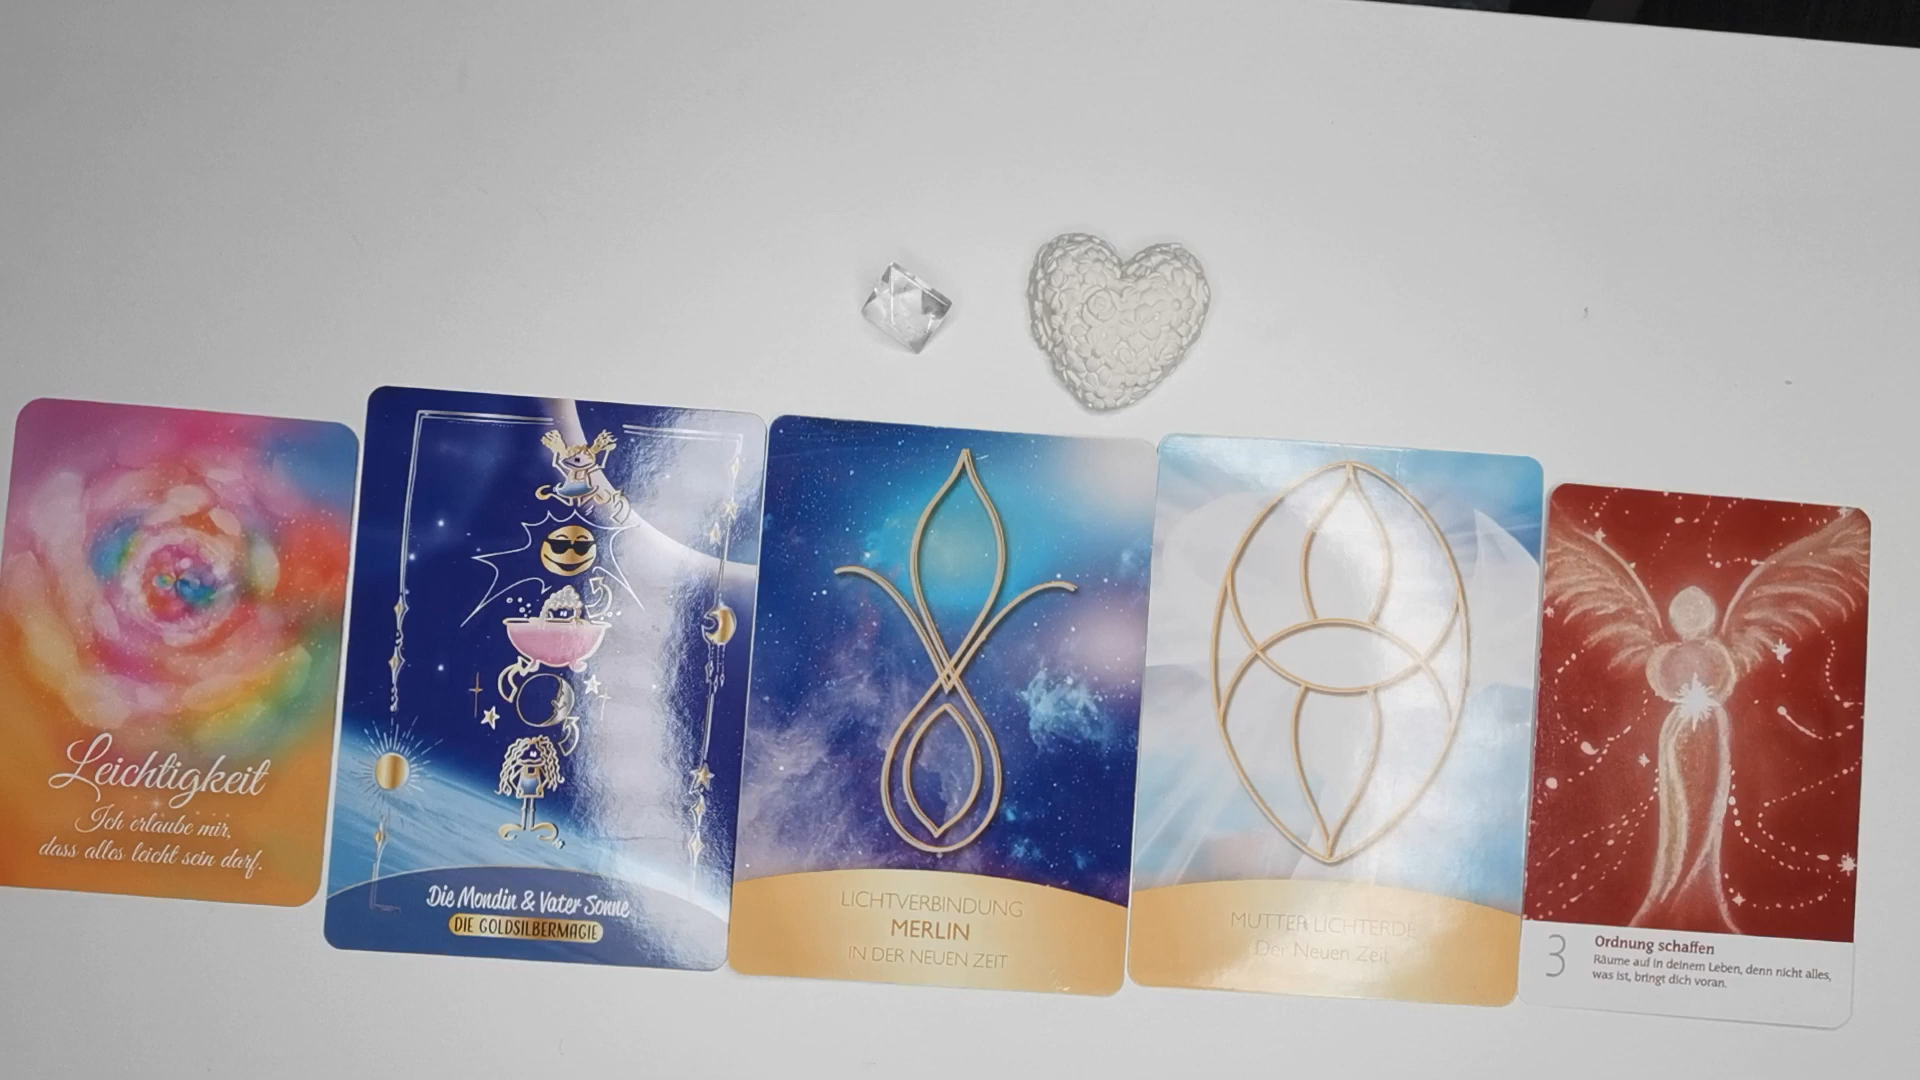 Leichtigkeit
Ich erlaube mir,
dass alles leicht sein darf.
Die Mondin & Vater Sonne
DIE GOLDSILBERMAGIE
LICHTVERBINDUNG
MERLIN
IN DER NEUEN ZEIT
MUTTER LICHTERDE
Der Neuen Zeit
3
Ordnung schaffen
Räume auf in deinem Leben, denn nicht alles,
was ist, bringt dich voran.